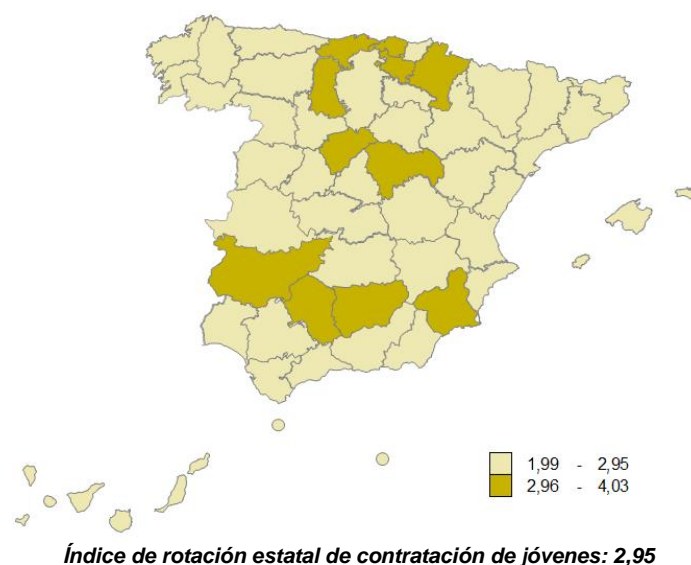 1,99 - 2,95
2,96 - 4,03
Índice de rotación estatal de contratación de jóvenes: 2,95